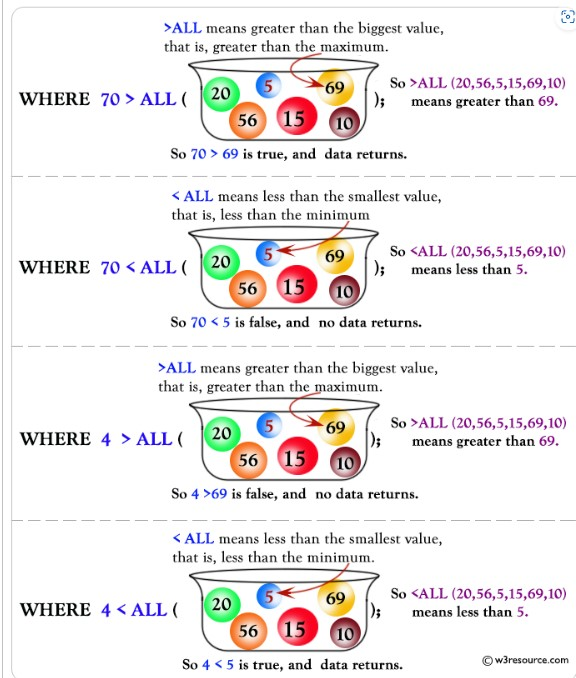 >ALL means greater than the biggest value,
that is, greater than the maximum.
WHERE 70 > ALL (
20
5
69
56
15
10
);
So >ALL (20,56,5,15,69,10)
means greater than 69.
So 70 > 69 is true, and data returns.
< ALL means less than the smallest value,
that is, less than the minimum
WHERE 70 < ALL (
20
5
69
56
15
10
);
So <ALL (20,56,5,15,69,10)
means less than 5.
So 70 < 5 is false, and no data returns.
>ALL means greater than the biggest value,
that is, greater than the maximum.
WHERE 4 > ALL (
20
5
69
56
15
10
);
So >ALL (20,56,5,15,69,10)
means greater than 69.
So 4 >69 is false, and no data returns.
< ALL means less than the smallest value,
that is, less than the minimum.
WHERE 4 < ALL (
20
5
69
56
15
10
);
So <ALL (20,56,5,15,69,10)
means less than 5.
So 4 < 5 is true, and data returns.
© w3resource.com